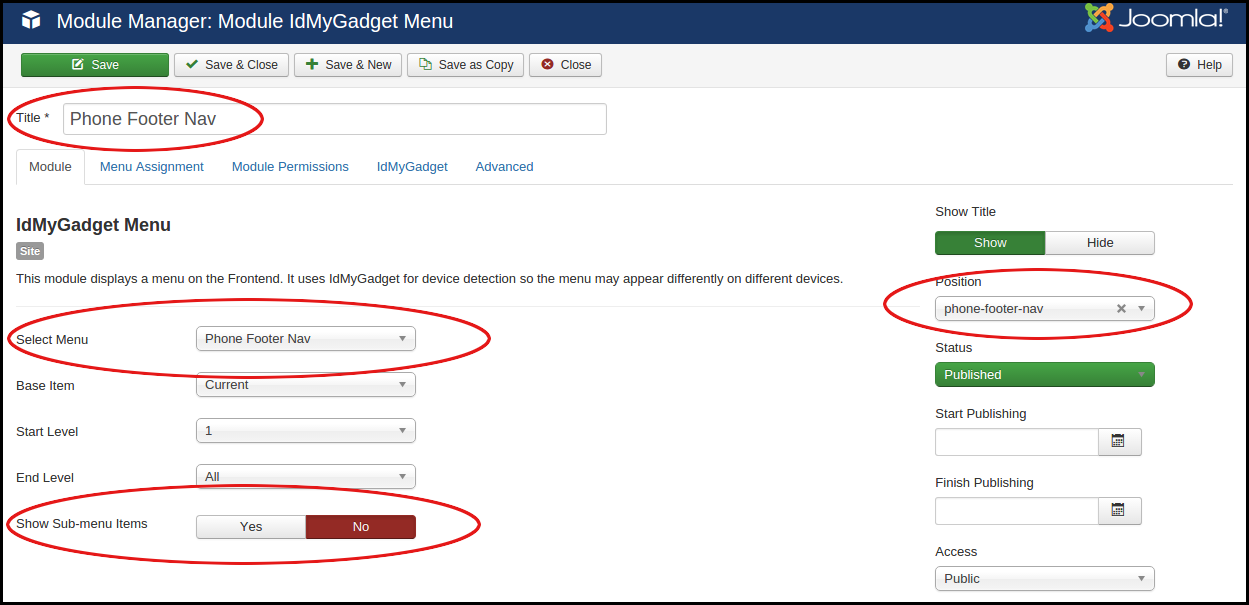 Module Manager: Module IdMyGadget Menu
Joomla!®
Save
Save & Close
Save & New
Save as Copy
Close
Help
Title *
Phone Footer Nav
Module
Menu Assignment
Module Permissions
IdMyGadget
Advanced
IdMyGadget Menu
Site
This module displays a menu on the Frontend. It uses IdMyGadget for device detection so the menu may appear differently on different devices.
Select Menu
Phone Footer Nav
Base Item
Current
Start Level
1
End Level
All
Show Sub-menu Items
Yes
No
Show Title
Show
Hide
Position
phone-footer-nav
Status
Published
Start Publishing
Finish Publishing
Access
Public